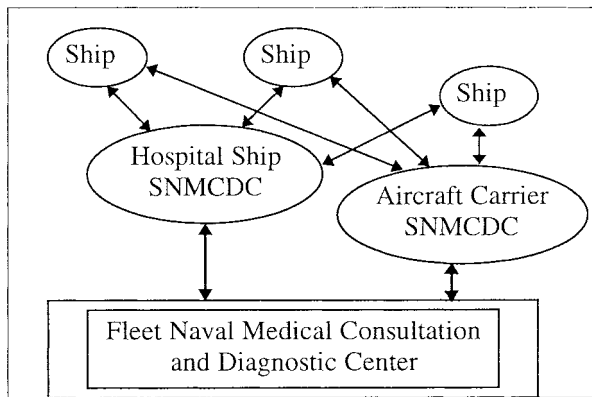 Ship
Ship
Ship
Hospital Ship
SNMCDC
Aircraft Carrier
SNMCDC
Fleet Naval Medical Consultation
and Diagnostic Center